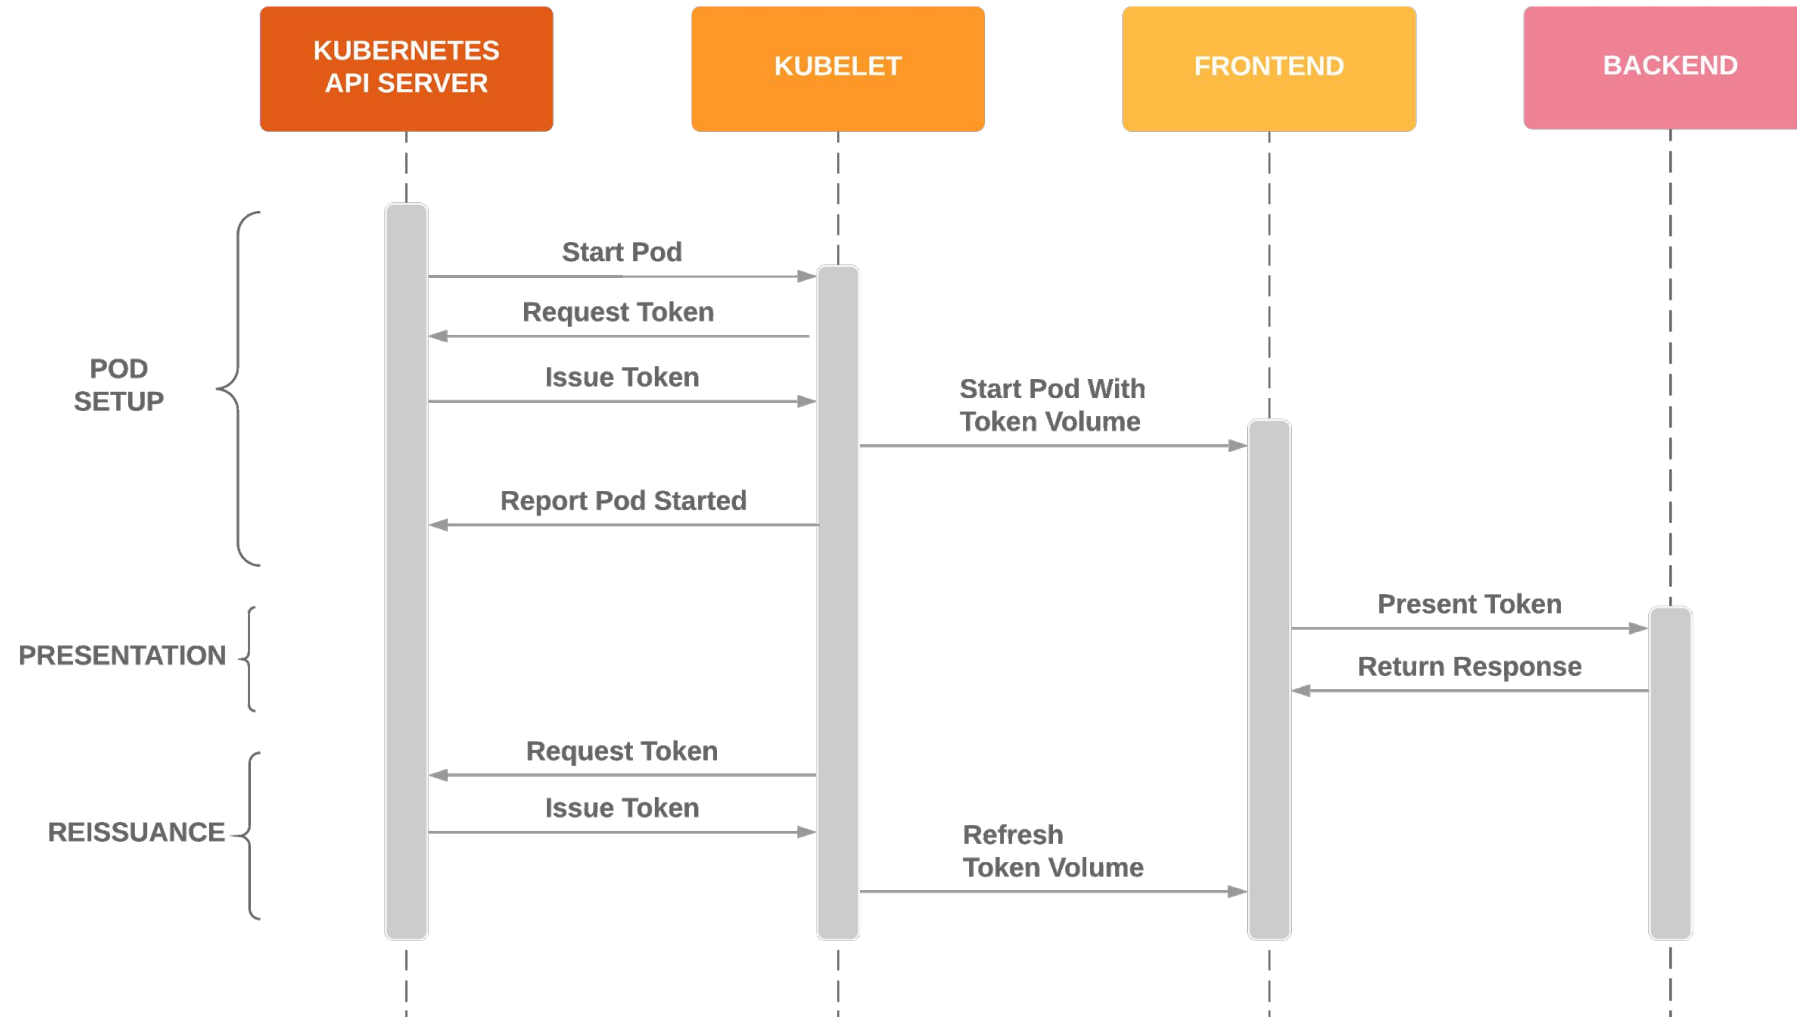 KUBERNETES
API SERVER
KUBELET
FRONTEND
BACKEND
Start Pod
Request Token
POD
SETUP
Issue Token
Start Pod With
Token Volume
Report Pod Started
Present Token
PRESENTATION
Return Response
Request Token
REISSUANCE
Issue Token
Refresh
Token Volume